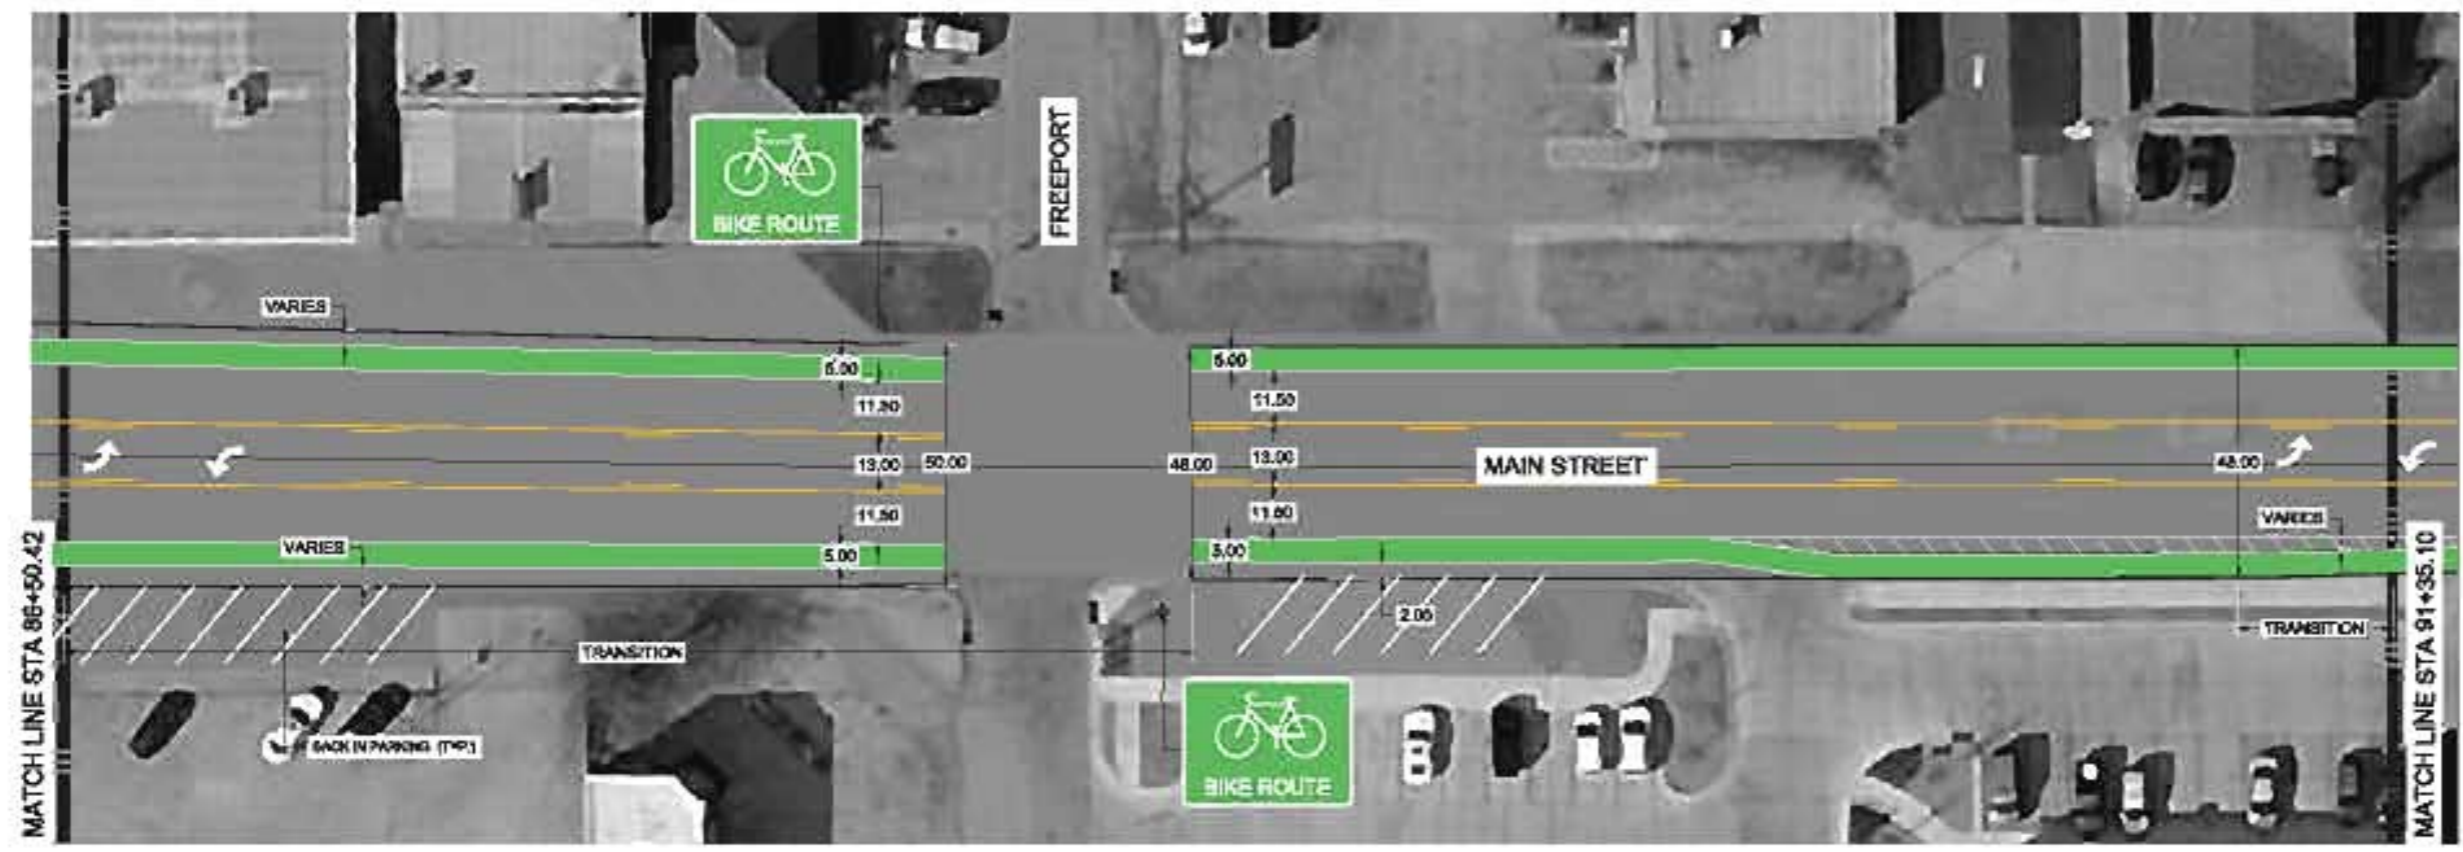 FREEPORT
BIKE ROUTE
VARIES
5.00
5.00
11.50
11.50
13.00
50.00
48.00
13.00
MAIN STREET
48.00
11.50
11.50
VARIES
VARIES
5.00
5.00
2.00
TRANSITION
TRANSITION
BACK IN PARKING (TYP.)
BIKE ROUTE
MATCH LINE STA 86+50.42
MATCH LINE STA 91+35.10